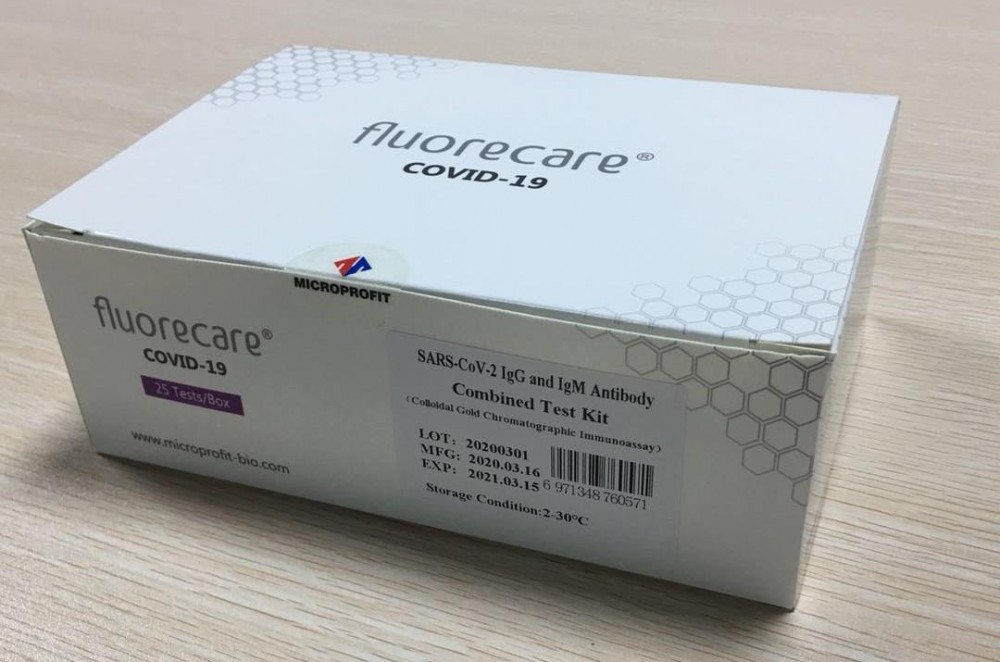 fluorecare®
COVID-19
MICROPROFIT
fluorecare®
COVID-19
25 Tests/Box
www.microprofit-bio.com
SARS-CoV-2 IgG and IgM Antibody
Combined Test Kit
(Colloidal Gold Chromatographic Immunoassay)
LOT: 20200301
MFG: 2020.03.16
EXP: 2021.03.15
6 971348 760571
Storage Condition:2-30°C